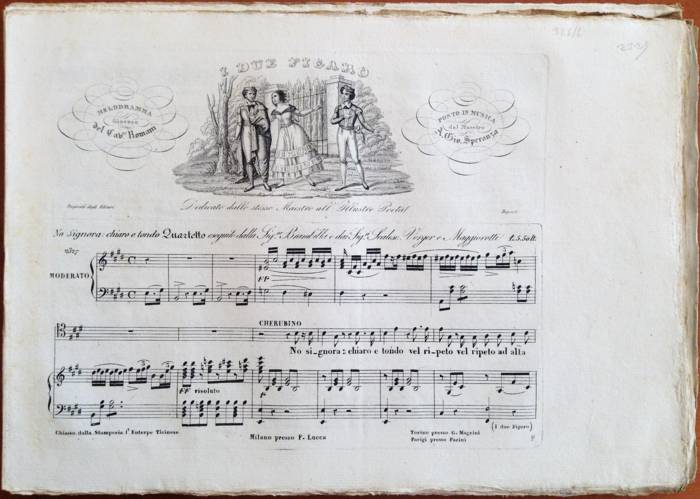 I DUE FIGARO
MELODRAMMA
Giocoso
del Cav. Romani
POSTO IN MUSICA
dal Maestro
A. Gio. Speranza
Dedicato dallo stesso Maestro all' Illustre Poeta
Proprietà degli Editori
Deposto
No signora: chiaro e tondo Quartetto eseguito dalla Sig.ra Brambilla e dai Sig.ri Scalese, Verger e Maggiorotti
MODERATO
pp
CHERUBINO
No si-gnora: chiaro e tondo vel ri-peto vel ripeto ad alta
risoluto
Chiasso dalla Stamperia l'Euterpe Ticinese
Milano presso F. Lucca
Torino presso G. Magrini
Parigi presso Pacini
(I due Figaro)